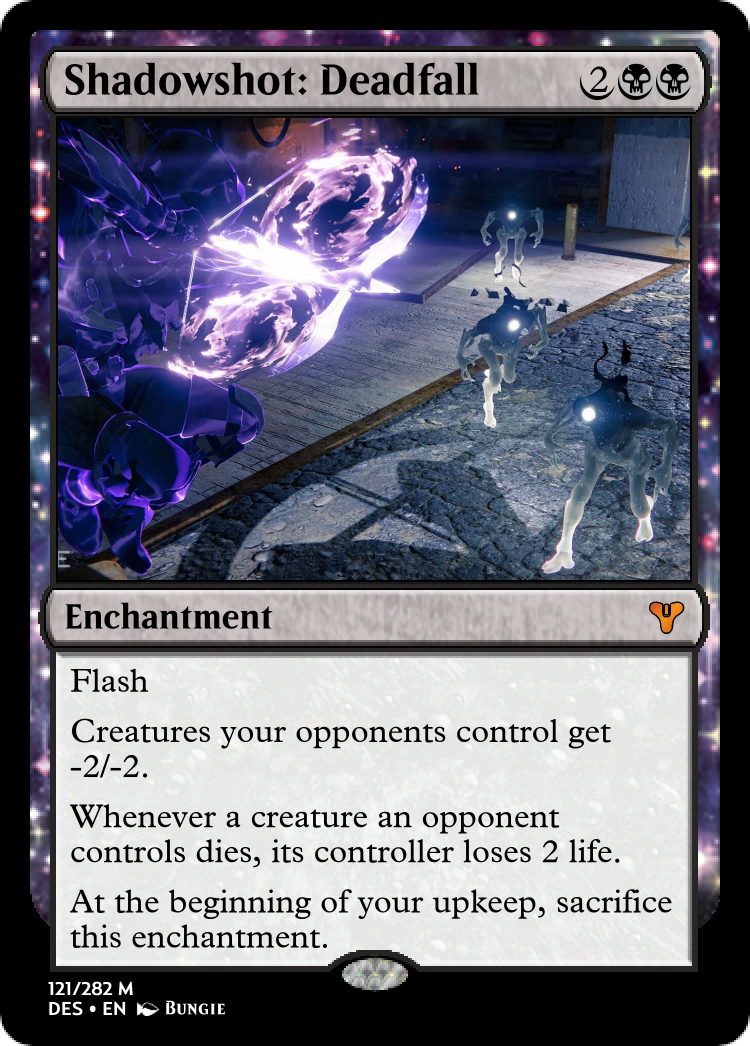 Shadowshot: Deadfall 2
Enchantment
Flash
Creatures your opponents control get
-2/-2.
Whenever a creature an opponent
controls dies, its controller loses 2 life.
At the beginning of your upkeep, sacrifice
this enchantment.
121/282 M
DES • EN Bungie